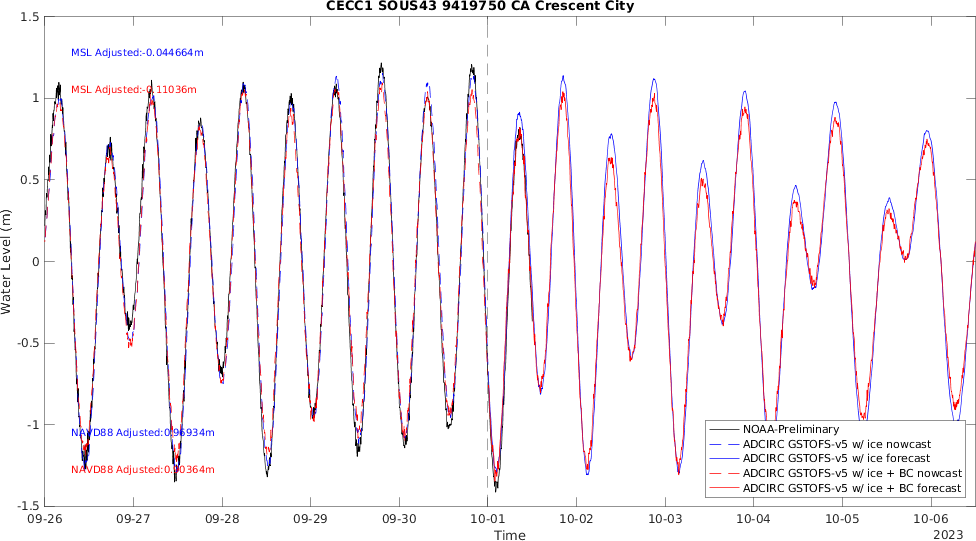 CECC1 SOUS43 9419750 CA Crescent City
1.5
1
0.5
0
-0.5
-1
-1.5
Water Level (m)
MSL Adjusted:-0.044664m
MSL Adjusted:-0.11036m
NAVD88 Adjusted:0.96934m
NAVD88 Adjusted:0.90364m
NOAA-Preliminary
ADCIRC GSTOFS-v5 w/ ice nowcast
ADCIRC GSTOFS-v5 w/ ice forecast
ADCIRC GSTOFS-v5 w/ ice + BC nowcast
ADCIRC GSTOFS-v5 w/ ice + BC forecast
09-26 09-27 09-28 09-29 09-30 10-01 10-02 10-03 10-04 10-05 10-06
Time
2023